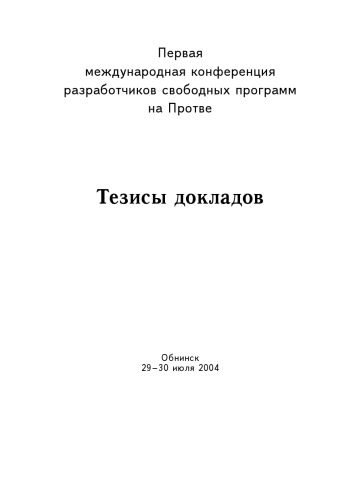 Первая
международная конференция
разработчиков свободных программ
на Протве
Тезисы докладов
Обнинск
29–30 июля 2004